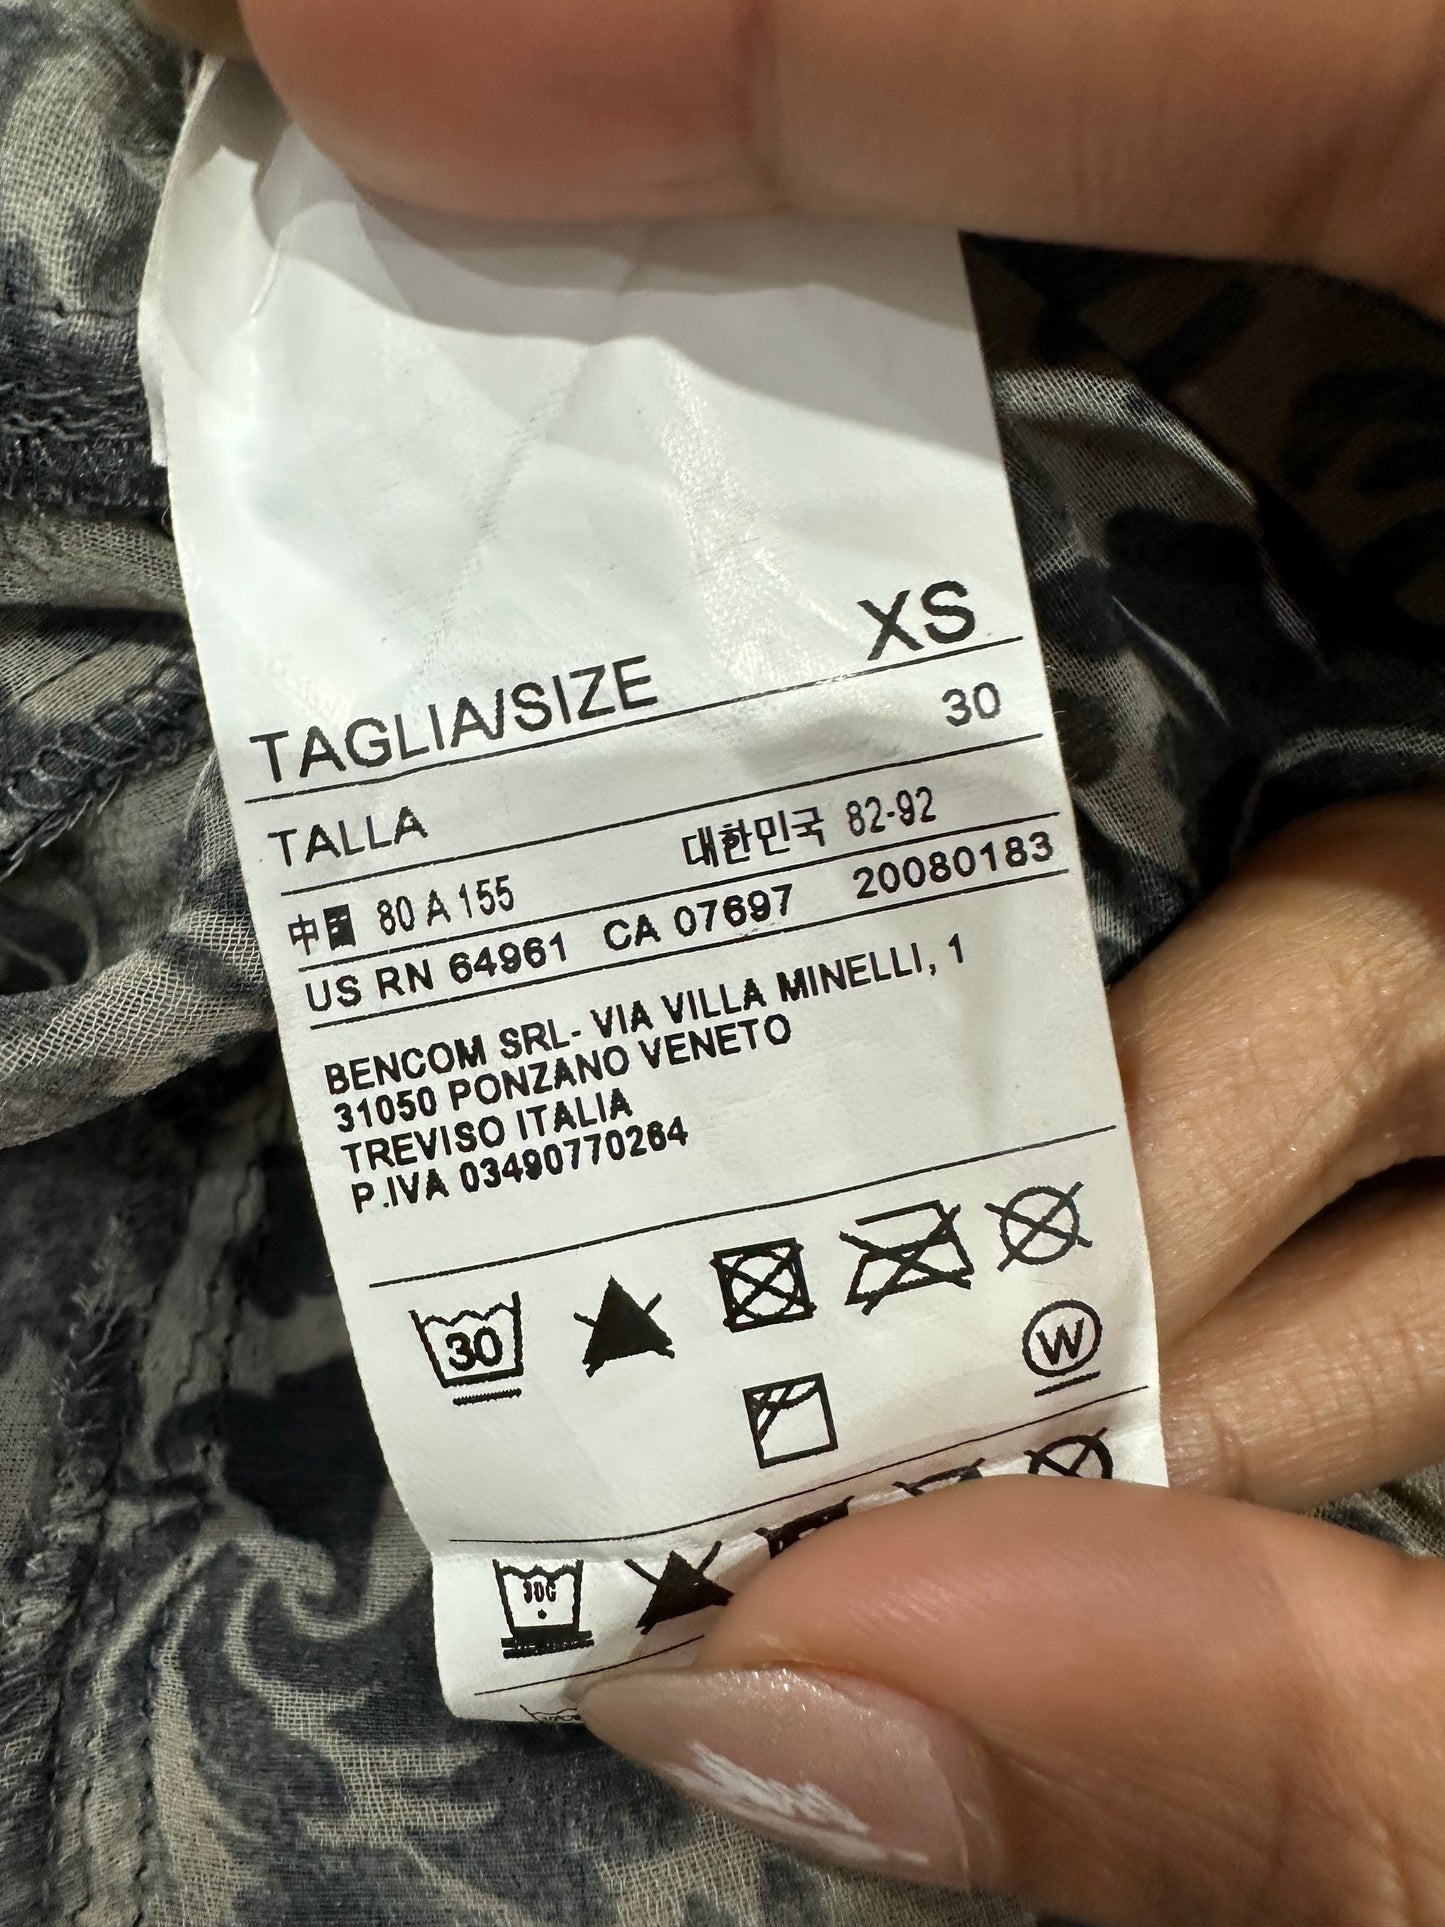 TAGLIA/SIZE XS
TALLA 30
中国 80 A 155 대한민국 82-92
US RN 64961 CA 07697 20080183
BENCOM SRL- VIA VILLA MINELLI, 1
31050 PONZANO VENETO
TREVISO ITALIA
P.IVA 03490770264
30
W
30C